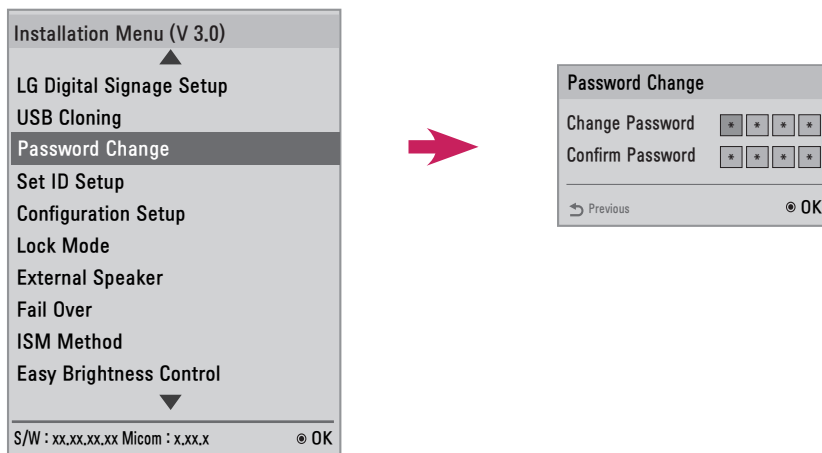 Installation Menu (V 3.0)
LG Digital Signage Setup
USB Cloning
Password Change
Set ID Setup
Configuration Setup
Lock Mode
External Speaker
Fail Over
ISM Method
Easy Brightness Control
S/W : xx.xx.xx.xx Micom : x.xx.x ◉ OK
Password Change
Change Password * * * *
Confirm Password * * * *
Previous ◉ OK